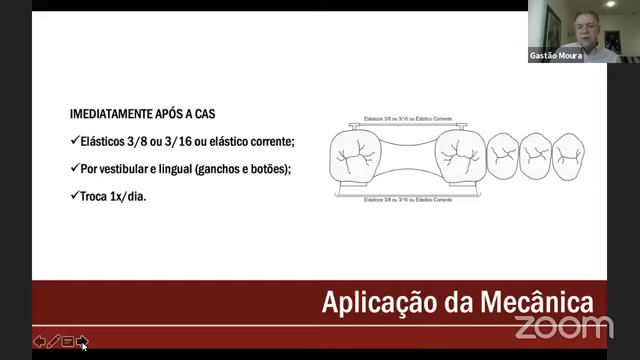 Gastão Moura
IMEDIATAMENTE APÓS A CAS
✓Elásticos 3/8 ou 3/16 ou elástico corrente;
✓Por vestibular e lingual (ganchos e botões);
✓Troca 1x/dia.
Elásticos 3/8 ou 3/16 ou Elástico Corrente
Elásticos 3/8 ou 3/16 ou Elástico Corrente
Aplicação da Mecânica
zoom